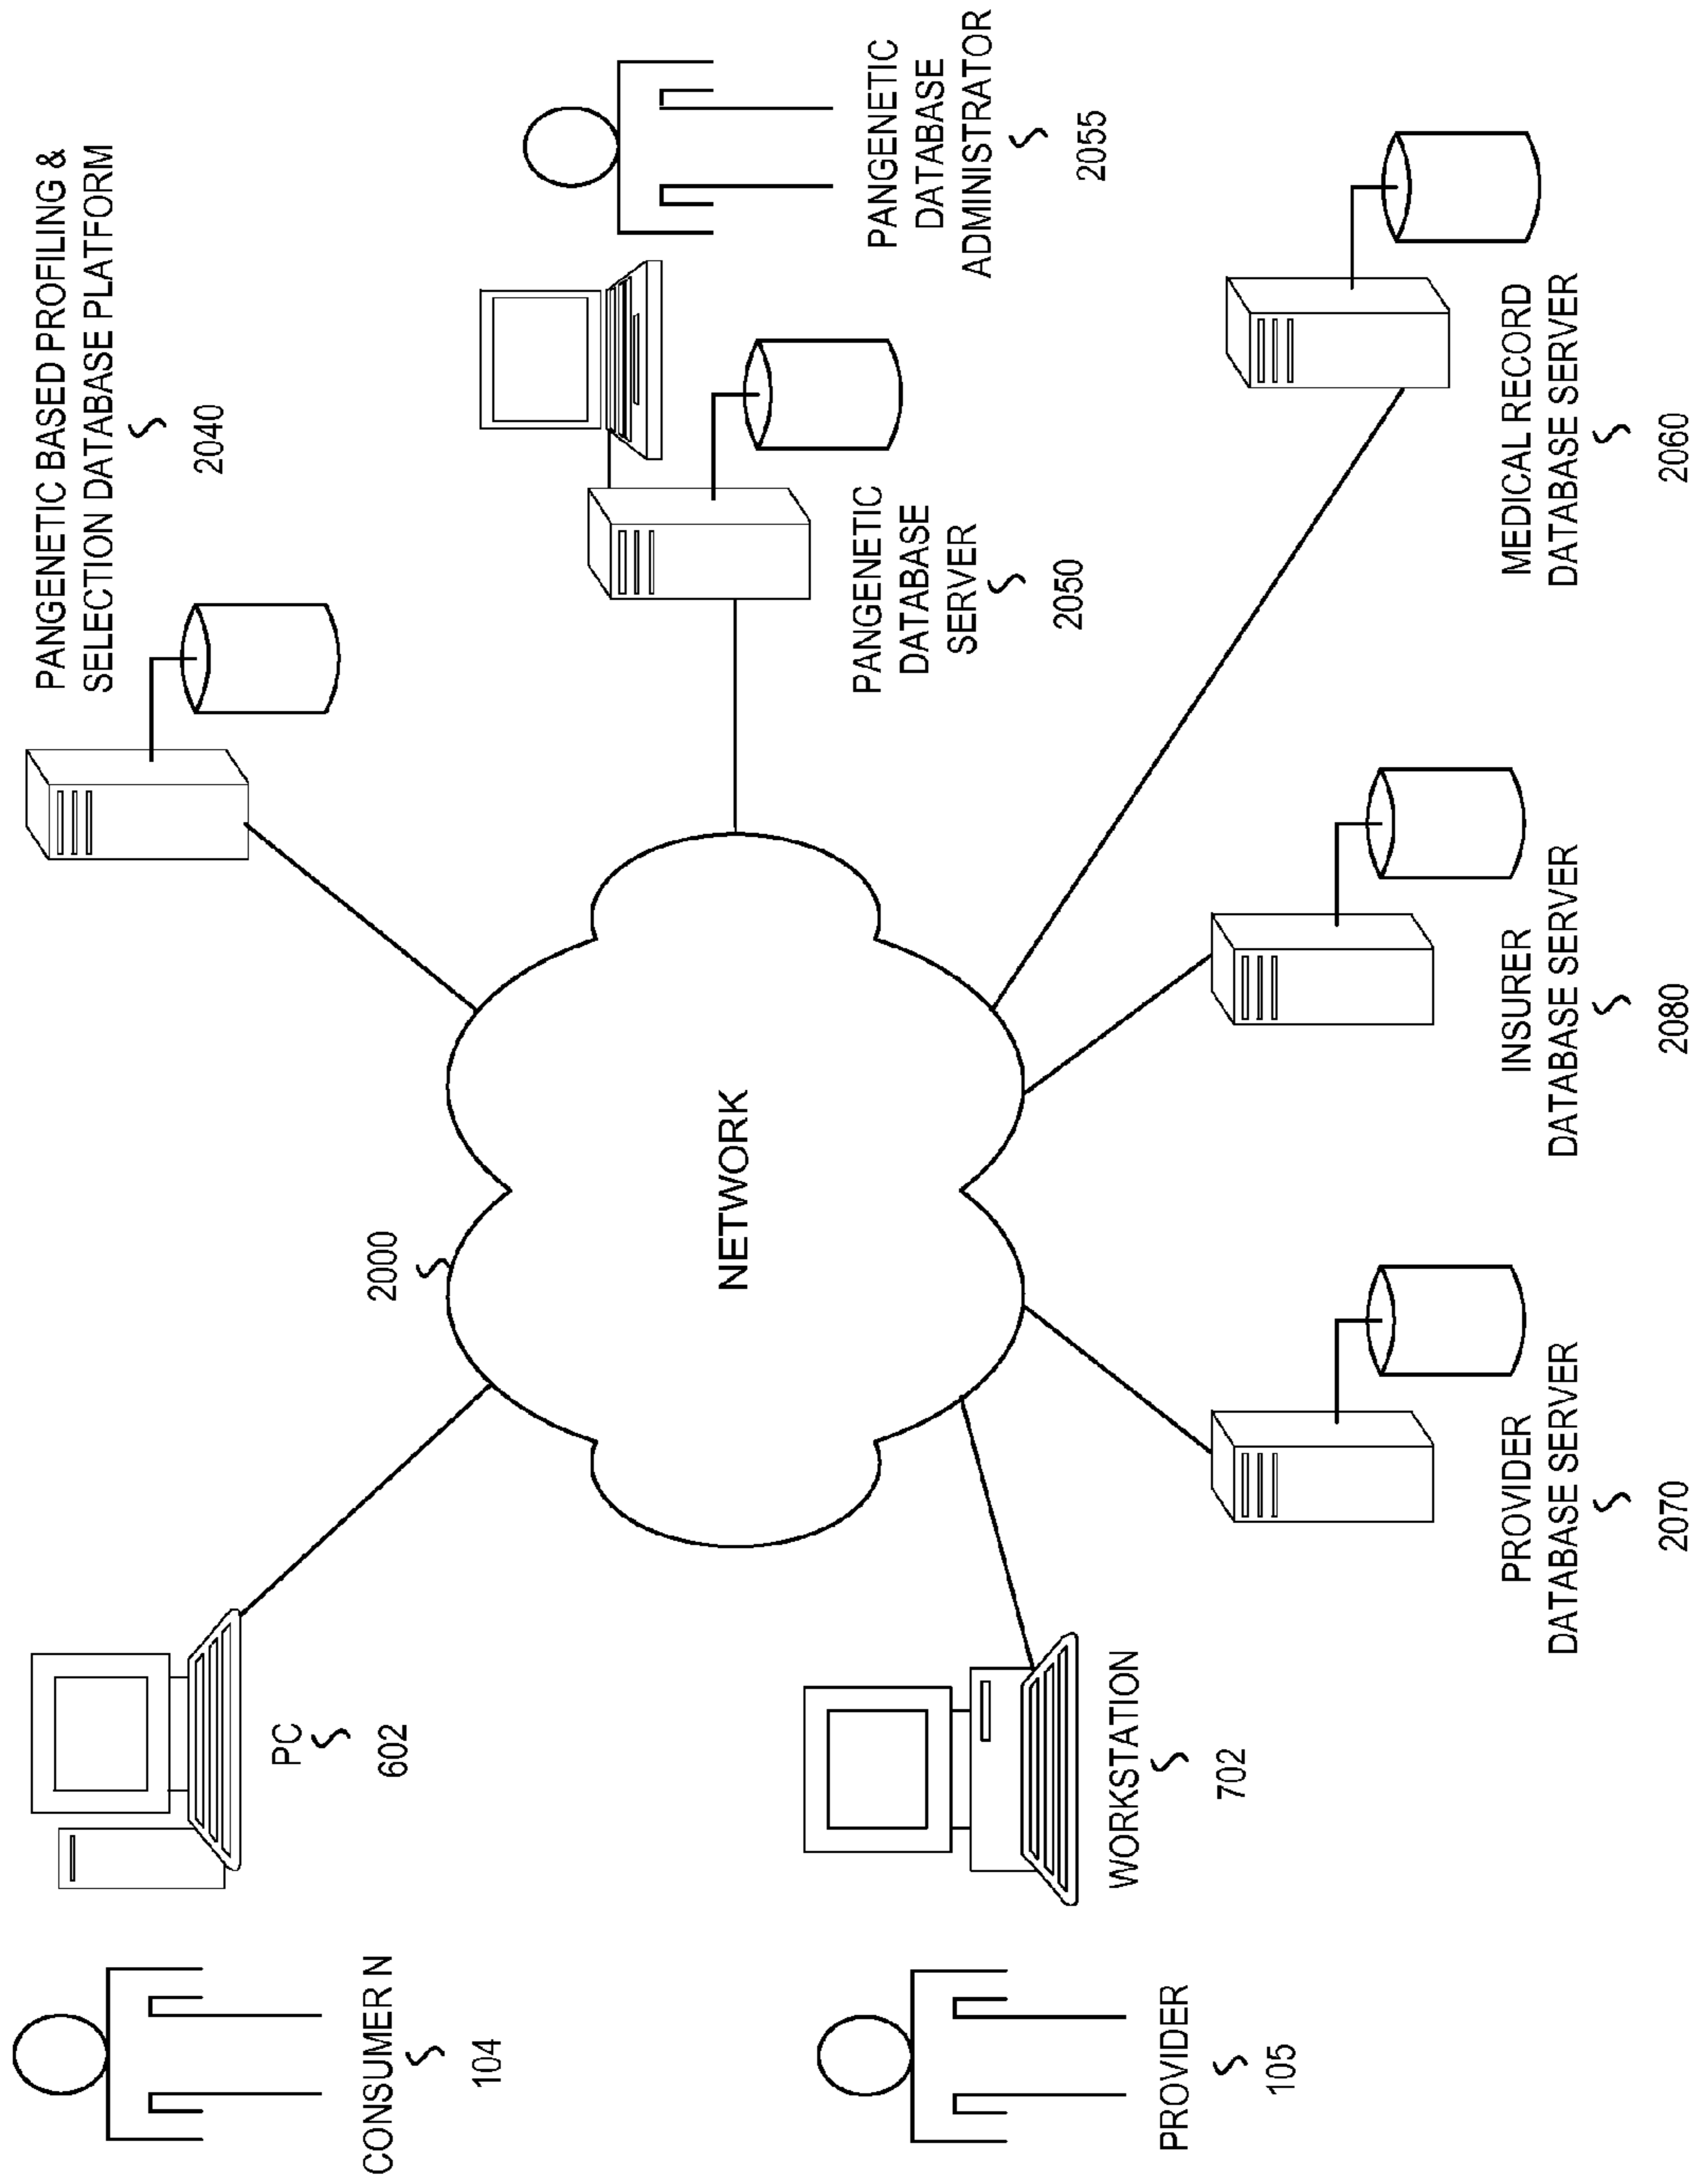 PANGENETIC BASED PROFILING &
SELECTION DATABASE PLATFORM
2040
CONSUMER N
104
PC
602
2000
NETWORK
PANGENETIC
DATABASE
SERVER
2050
PANGENETIC
DATABASE
ADMINISTRATOR
2055
PROVIDER
105
WORKSTATION
702
PROVIDER
DATABASE SERVER
2070
INSURER
DATABASE SERVER
2080
MEDICAL RECORD
DATABASE SERVER
2060